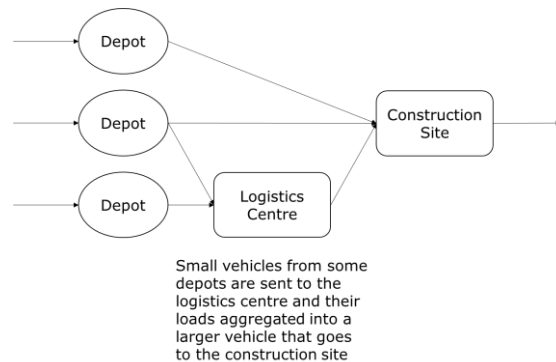 Depot
Depot
Construction
Site
Depot
Logistics
Centre
Small vehicles from some
depots are sent to the
logistics centre and their
loads aggregated into a
larger vehicle that goes
to the construction site